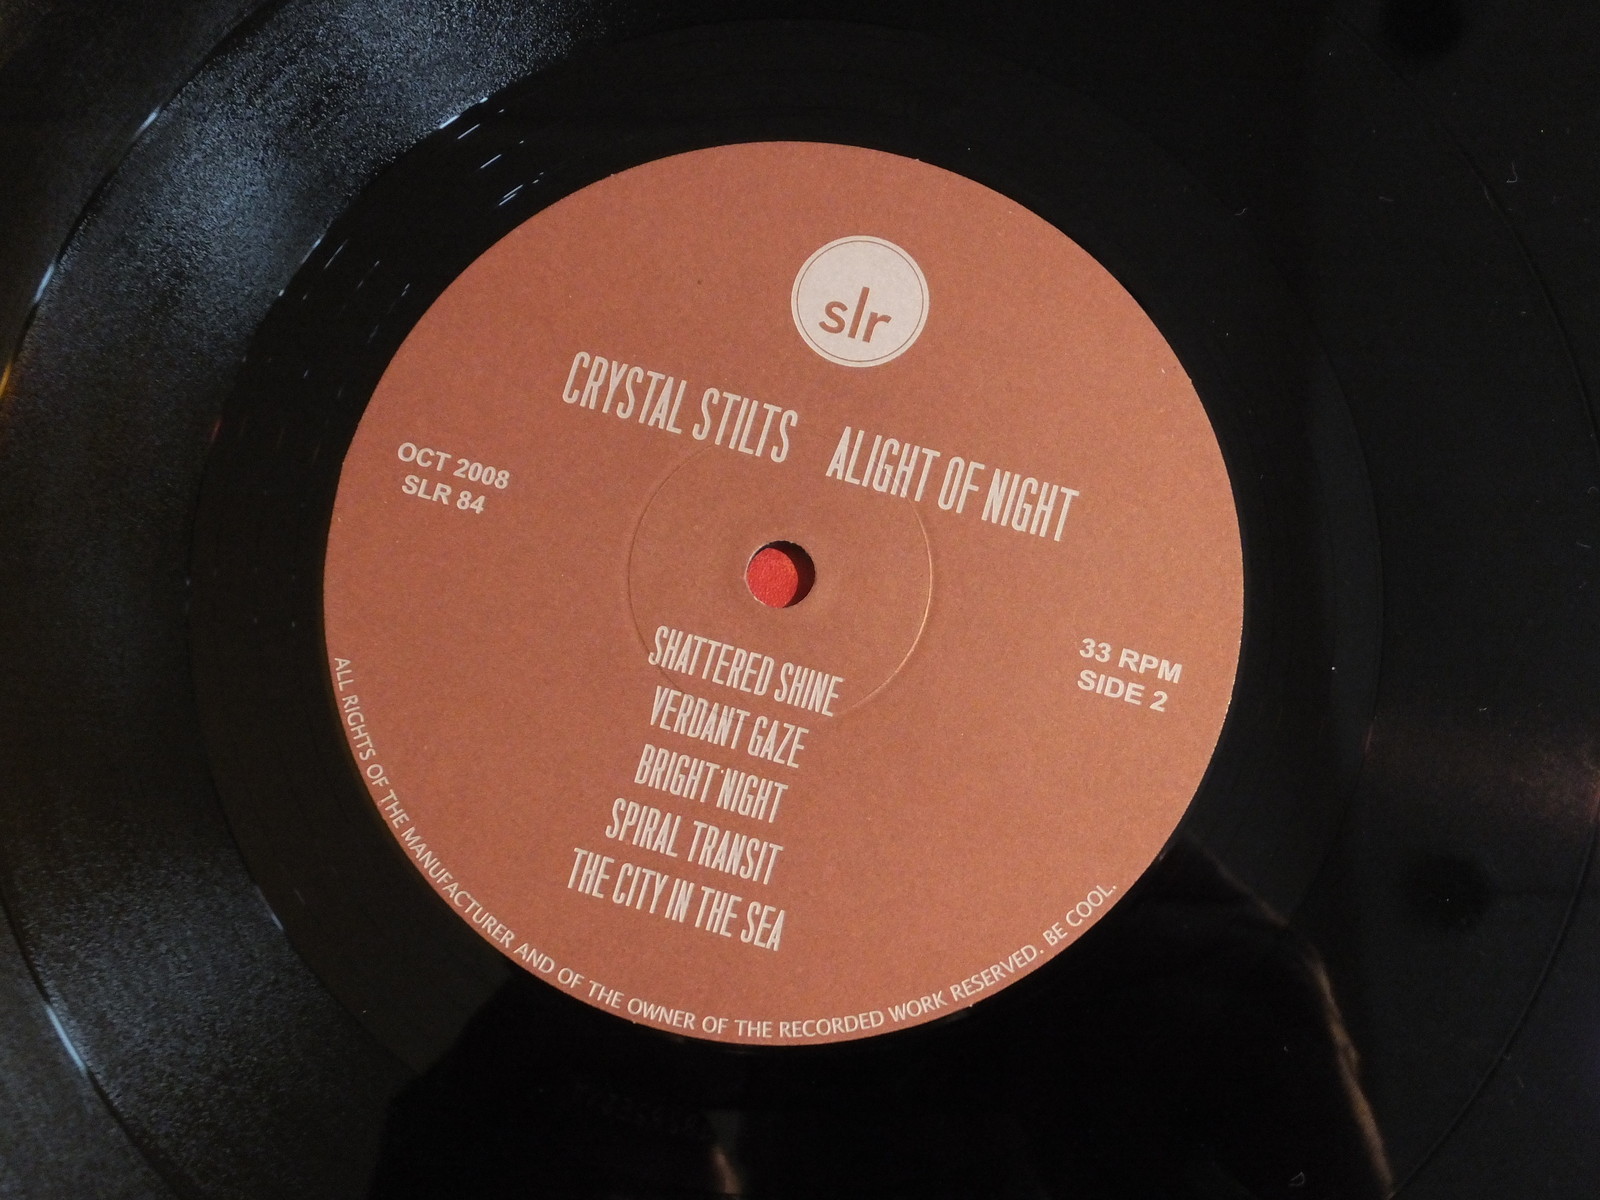 slr
CRYSTAL STILTS ALIGHT OF NIGHT
OCT 2008
SLR 84
33 RPM
SIDE 2
SHATTERED SHINE
VERDANT GAZE
BRIGHT NIGHT
SPIRAL TRANSIT
THE CITY IN THE SEA
ALL RIGHTS OF THE MANUFACTURER AND OF THE OWNER OF THE RECORDED WORK RESERVED. BE COOL.